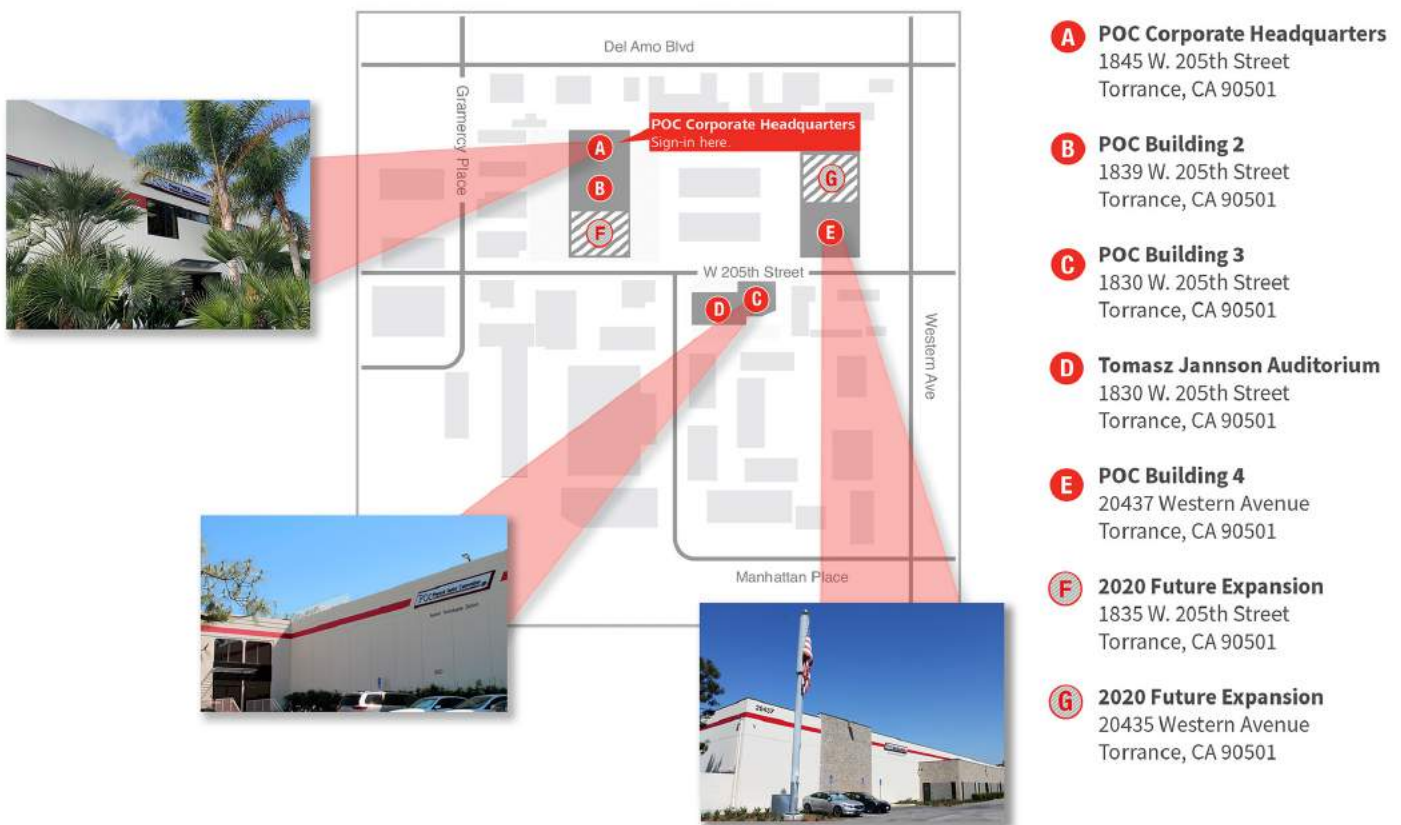 Del Amo Blvd
Gramercy Place
POC Corporate Headquarters
Sign-in here.
A
B
F
G
E
W 205th Street
D
C
Western Ave
Manhattan Place
POC
20437
A
POC Corporate Headquarters
1845 W. 205th Street
Torrance, CA 90501
B
POC Building 2
1839 W. 205th Street
Torrance, CA 90501
C
POC Building 3
1830 W. 205th Street
Torrance, CA 90501
D
Tomasz Jannson Auditorium
1830 W. 205th Street
Torrance, CA 90501
E
POC Building 4
20437 Western Avenue
Torrance, CA 90501
F
2020 Future Expansion
1835 W. 205th Street
Torrance, CA 90501
G
2020 Future Expansion
20435 Western Avenue
Torrance, CA 90501